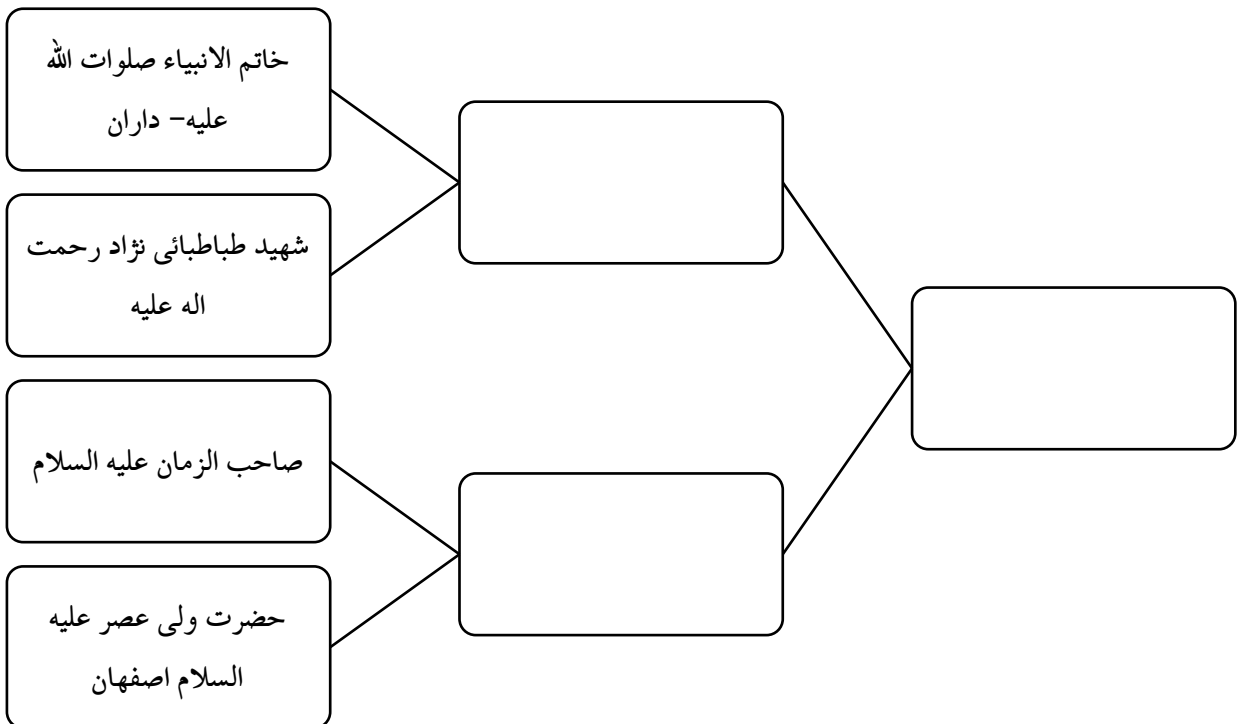 خاتم الانبیاء صلوات الله
علیه– داران
شهید طباطبائی نژاد رحمت
اله علیه
صاحب الزمان علیه السلام
حضرت ولی عصر علیه
السلام اصفهان